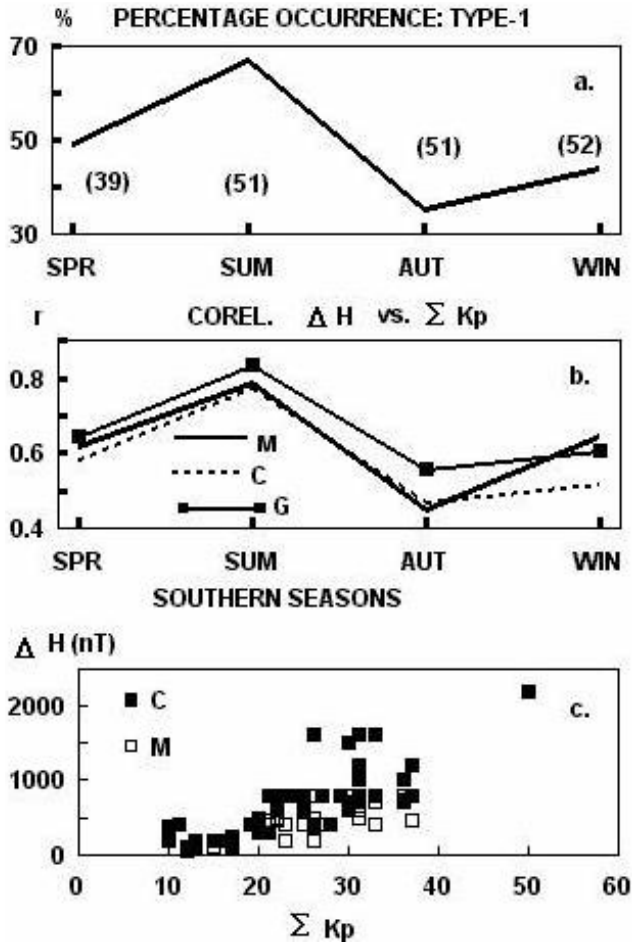 % PERCENTAGE OCCURRENCE: TYPE-1
70
a.
50
(39) (51) (51) (52)
30
SPR SUM AUT WIN
r COREL. Δ H vs. Σ Kp
0.8
b.
0.6
M
C
G
0.4
SPR SUM AUT WIN
SOUTHERN SEASONS
Δ H (nT)
2000
C
c.
M
1000
0
0 10 20 30 40 50 60
Σ Kp